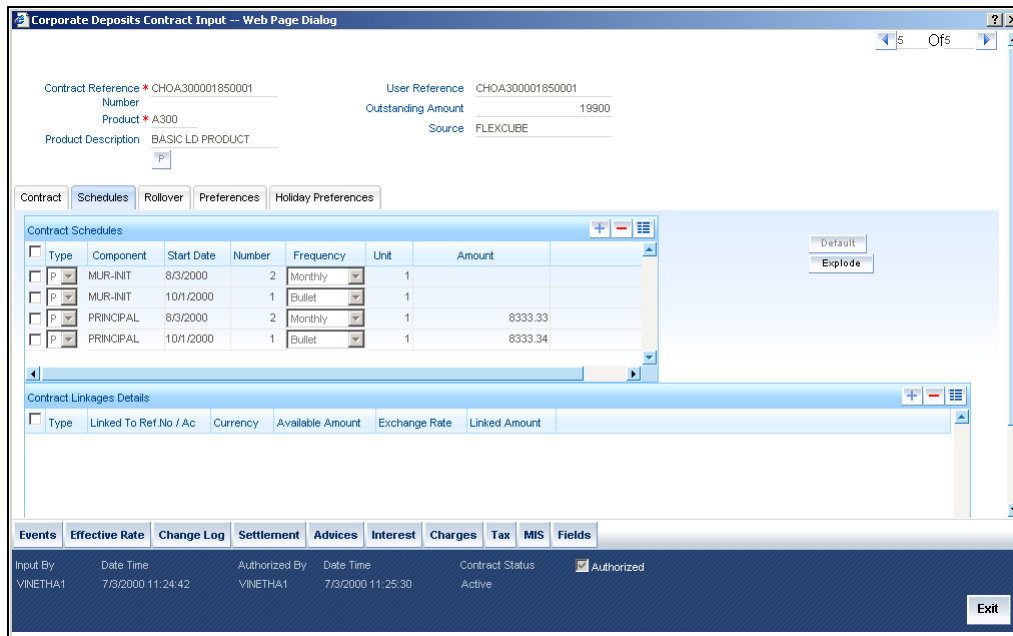 Corporate Deposits Contract Input -- Web Page Dialog
5 Of 5
Contract Reference * CHOA300001850001 User Reference CHOA300001850001
Number Outstanding Amount 19900
Product * A300 Source FLEXCUBE
Product Description BASIC LD PRODUCT
P
Contract Schedules Rollover Preferences Holiday Preferences
Contract Schedules
Type Component Start Date Number Frequency Unit Amount
P MUR-INIT 8/3/2000 2 Monthly 1
P MUR-INIT 10/1/2000 1 Bullet 1
P PRINCIPAL 8/3/2000 2 Monthly 1 8333.33
P PRINCIPAL 10/1/2000 1 Bullet 1 8333.34
Default
Explode
Contract Linkages Details
Type Linked To Ref.No / Ac Currency Available Amount Exchange Rate Linked Amount
Events Effective Rate Change Log Settlement Advices Interest Charges Tax MIS Fields
Input By Date Time Authorized By Date Time Contract Status Authorized
VINETHA1 7/3/2000 11:24:42 VINETHA1 7/3/2000 11:25:30 Active
Exit